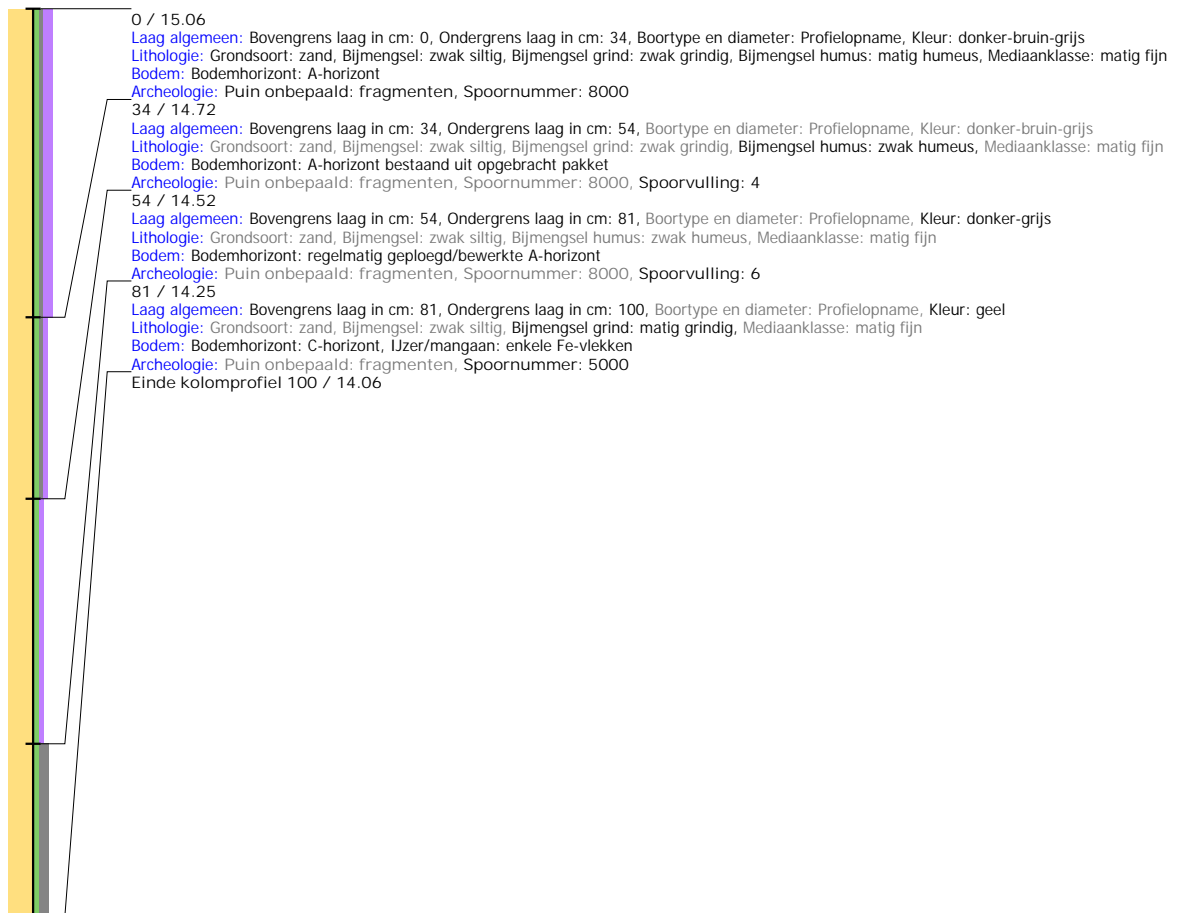 0 / 15.06
Laag algemeen: Bovengrens laag in cm: 0, Ondergrens laag in cm: 34, Boortype en diameter: Profielopname, Kleur: donker-bruin-grijs
Lithologie: Grondsoort: zand, Bijmengsel: zwak siltig, Bijmengsel grind: zwak grindig, Bijmengsel humus: matig humeus, Mediaanklasse: matig fijn
Bodem: Bodemhorizont: A-horizont
Archeologie: Puin onbepaald: fragmenten, Spoornummer: 8000
34 / 14.72
Laag algemeen: Bovengrens laag in cm: 34, Ondergrens laag in cm: 54, Boortype en diameter: Profielopname, Kleur: donker-bruin-grijs
Lithologie: Grondsoort: zand, Bijmengsel: zwak siltig, Bijmengsel grind: zwak grindig, Bijmengsel humus: zwak humeus, Mediaanklasse: matig fijn
Bodem: Bodemhorizont: A-horizont bestaand uit opgebracht pakket
Archeologie: Puin onbepaald: fragmenten, Spoornummer: 8000, Spoorvulling: 4
54 / 14.52
Laag algemeen: Bovengrens laag in cm: 54, Ondergrens laag in cm: 81, Boortype en diameter: Profielopname, Kleur: donker-grijs
Lithologie: Grondsoort: zand, Bijmengsel: zwak siltig, Bijmengsel humus: zwak humeus, Mediaanklasse: matig fijn
Bodem: Bodemhorizont: regelmatig geploegd/bewerkte A-horizont
Archeologie: Puin onbepaald: fragmenten, Spoornummer: 8000, Spoorvulling: 6
81 / 14.25
Laag algemeen: Bovengrens laag in cm: 81, Ondergrens laag in cm: 100, Boortype en diameter: Profielopname, Kleur: geel
Lithologie: Grondsoort: zand, Bijmengsel: zwak siltig, Bijmengsel grind: matig grindig, Mediaanklasse: matig fijn
Bodem: Bodemhorizont: C-horizont, IJzer/mangaan: enkele Fe-vlekken
Archeologie: Puin onbepaald: fragmenten, Spoornummer: 5000
Einde kolomprofiel 100 / 14.06